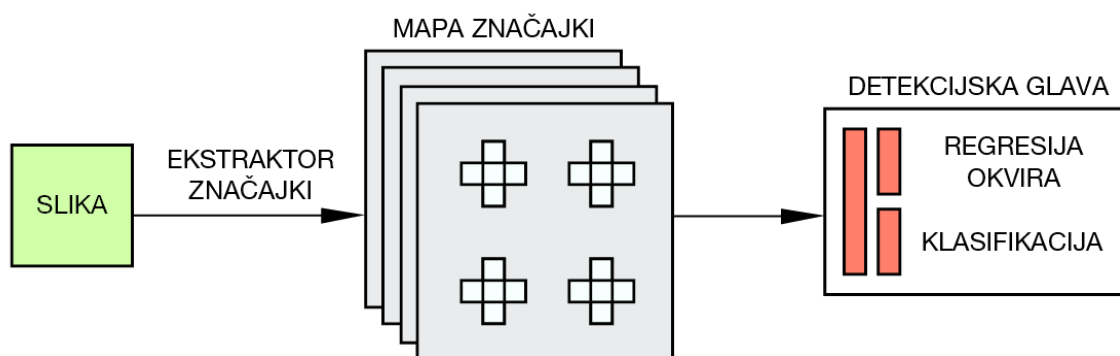 MAPA ZNAČAJKI
DETEKCIJSKA GLAVA
EKSTRAKTOR
ZNAČAJKI
SLIKA
REGRESIJA
OKVIRA
KLASIFIKACIJA